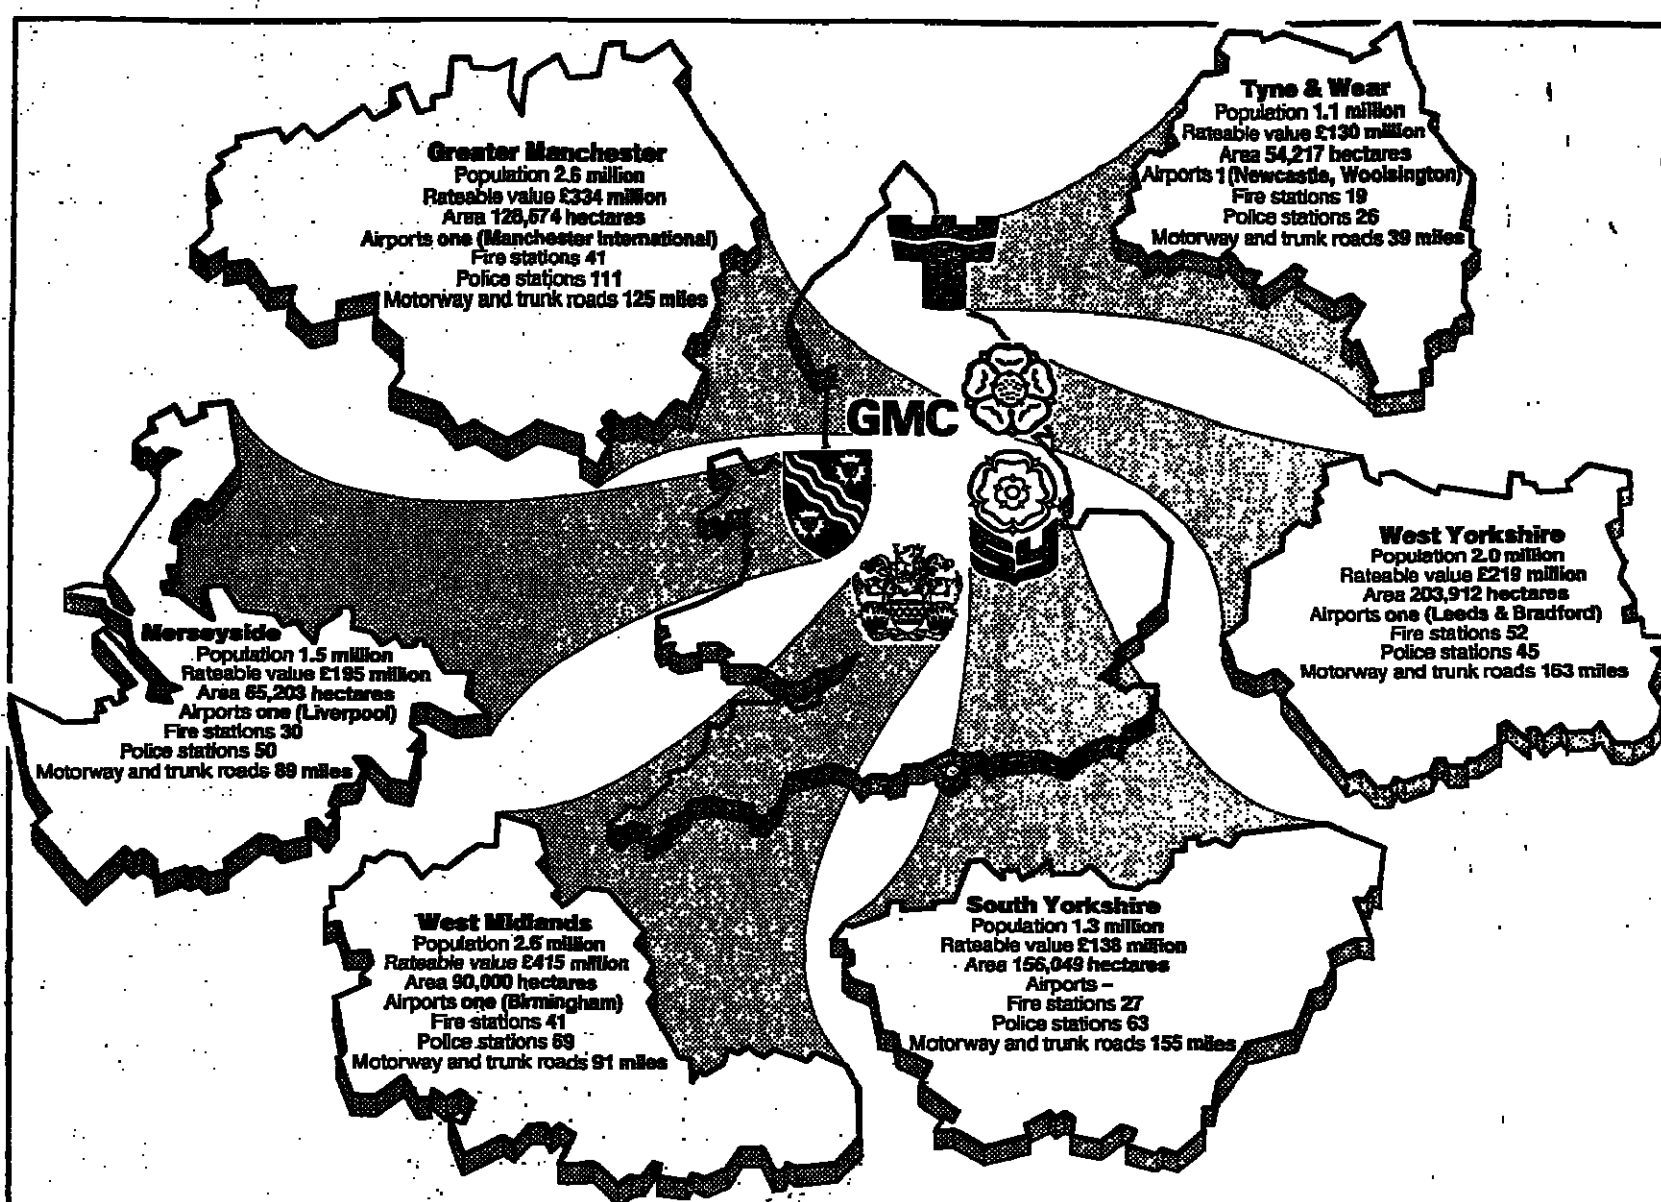 Greater Manchester
Population 2.6 million
Rateable value £334 million
Area 128,674 hectares
Airports one (Manchester International)
Fire stations 41
Police stations 111
Motorway and trunk roads 125 miles
Tyne & Wear
Population 1.1 million
Rateable value £130 million
Area 54,217 hectares
Airports 1 (Newcastle, Woolsington)
Fire stations 19
Police stations 26
Motorway and trunk roads 39 miles
GMC
SY
West Yorkshire
Population 2.0 million
Rateable value £219 million
Area 203,912 hectares
Airports one (Leeds & Bradford)
Fire stations 52
Police stations 45
Motorway and trunk roads 163 miles
Merseyside
Population 1.5 million
Rateable value £195 million
Area 65,203 hectares
Airports one (Liverpool)
Fire stations 30
Police stations 50
Motorway and trunk roads 89 miles
West Midlands
Population 2.6 million
Rateable value £415 million
Area 90,000 hectares
Airports one (Birmingham)
Fire stations 41
Police stations
Motorway and trunk roads 91 miles
South Yorkshire
Population 1.3 million
Rateable value £138 million
Area 156,049 hectares
Airports –
Fire stations 27
Police stations 63
Motorway and trunk roads 155 miles